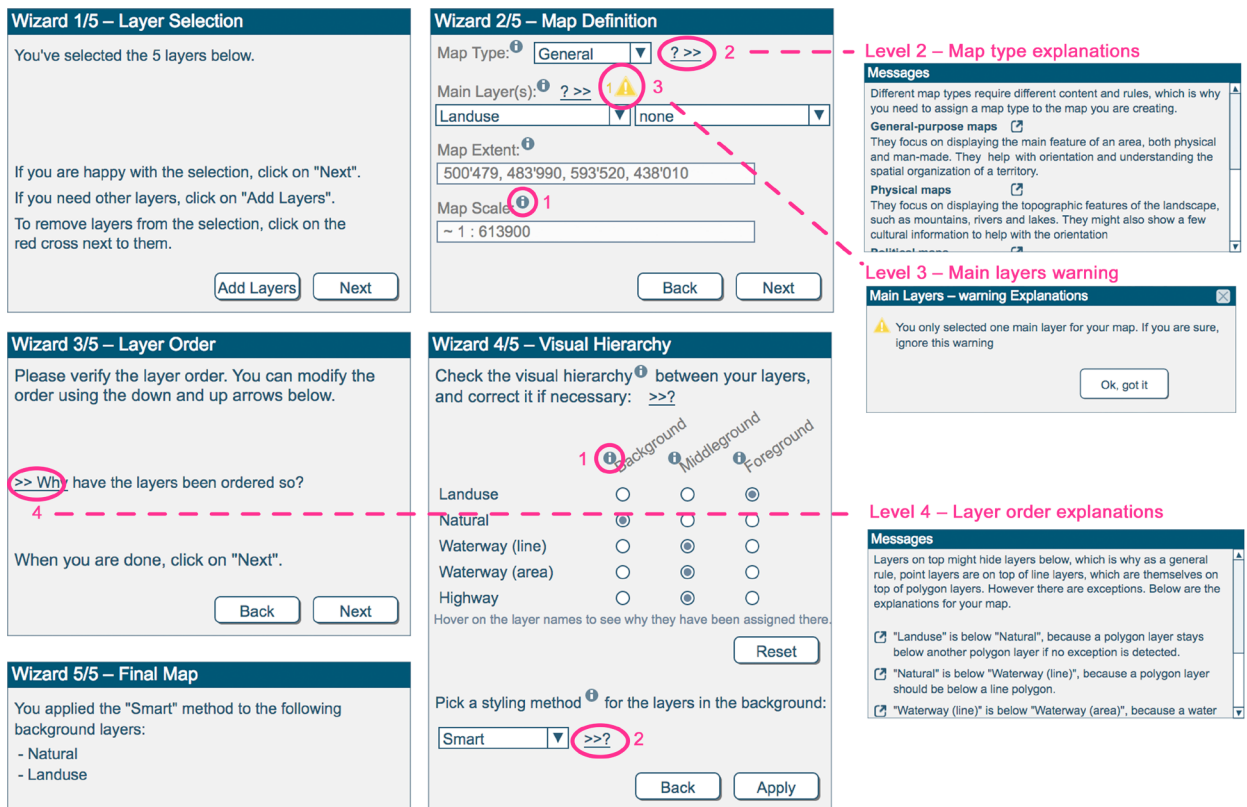 Wizard 1/5 – Layer Selection
You've selected the 5 layers below.
If you are happy with the selection, click on "Next".
If you need other layers, click on "Add Layers".
To remove layers from the selection, click on the
red cross next to them.
Add Layers
Next
Wizard 2/5 – Map Definition
Map Type:
General
? >>
2
Main Layer(s):
? >>
1
3
Landuse
none
Map Extent:
500'479, 483'990, 593'520, 438'010
Map Scale:
1
~ 1 : 613900
Back
Next
Level 2 – Map type explanations
Messages
Different map types require different content and rules, which is why
you need to assign a map type to the map you are creating.
General-purpose maps
They focus on displaying the main feature of an area, both physical
and man-made. They help with orientation and understanding the
spatial organization of a territory.
Physical maps
They focus on displaying the topographic features of the landscape,
such as mountains, rivers and lakes. They might also show a few
cultural information to help with the orientation
Political maps
Level 3 – Main layers warning
Main Layers – warning Explanations
You only selected one main layer for your map. If you are sure,
ignore this warning
Ok, got it
Wizard 3/5 – Layer Order
Please verify the layer order. You can modify the
order using the down and up arrows below.
>> Why have the layers been ordered so?
4
When you are done, click on "Next".
Back
Next
Wizard 4/5 – Visual Hierarchy
Check the visual hierarchy between your layers,
and correct it if necessary: >>?
1
Background
Middleground
Foreground
Landuse
Natural
Waterway (line)
Waterway (area)
Highway
Hover on the layer names to see why they have been assigned there.
Reset
Pick a styling method for the layers in the background:
Smart
>>?
2
Back
Apply
Level 4 – Layer order explanations
Messages
Layers on top might hide layers below, which is why as a general
rule, point layers are on top of line layers, which are themselves on
top of polygon layers. However there are exceptions. Below are the
explanations for your map.
"Landuse" is below "Natural", because a polygon layer stays
below another polygon layer if no exception is detected.
"Natural" is below "Waterway (line)", because a polygon layer
should be below a line polygon.
"Waterway (line)" is below "Waterway (area)", because a water
Wizard 5/5 – Final Map
You applied the "Smart" method to the following
background layers:
- Natural
- Landuse